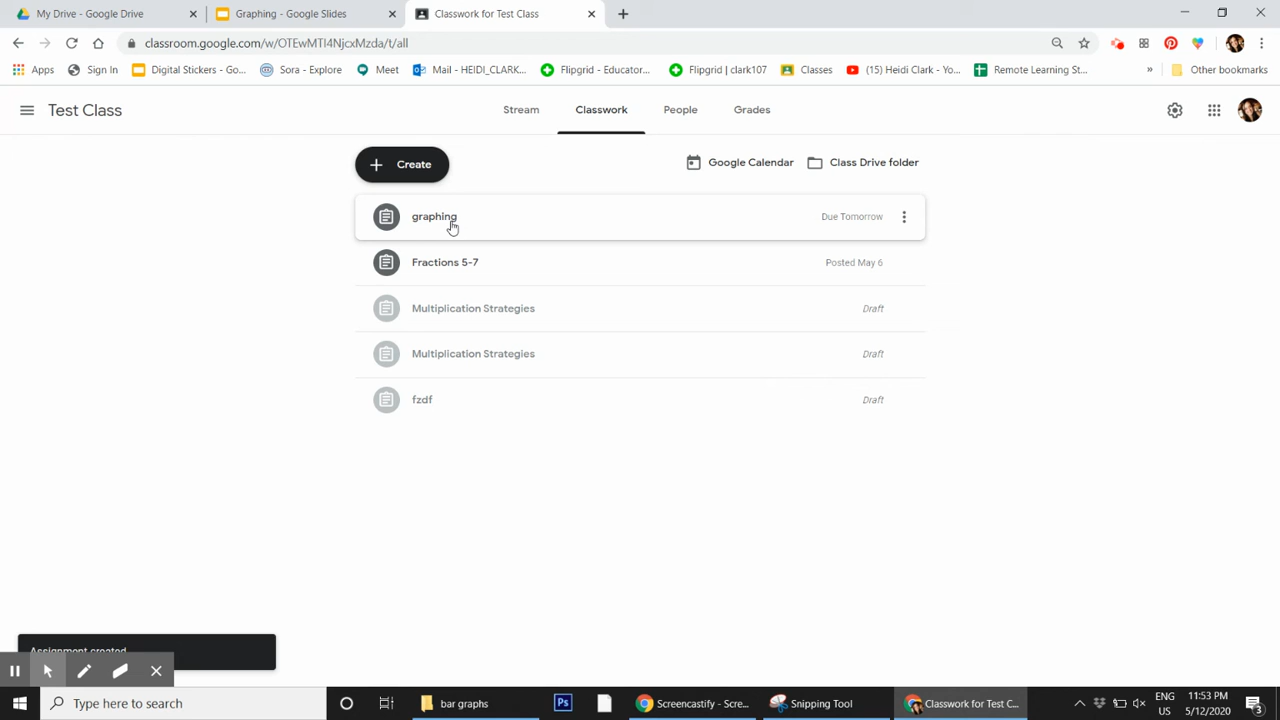 My Drive - Google Drive
Graphing - Google Slides
Classwork for Test Class
classroom.google.com/w/OTEwMTI4NjcxMzda/t/all
Apps
Sign In
Digital Stickers - Go...
Sora - Explore
Meet
Mail - HEIDI_CLARK...
Flipgrid - Educator...
Flipgrid | clark107
Classes
(15) Heidi Clark - Yo...
Remote Learning St...
»
Other bookmarks
Test Class
Stream
Classwork
People
Grades
Create
Google Calendar
Class Drive folder
graphing
Due Tomorrow
Fractions 5-7
Posted May 6
Multiplication Strategies
Draft
Multiplication Strategies
Draft
fzdf
Draft
Assignment created
Type here to search
bar graphs
Ps
Screencastify - Scre...
Snipping Tool
Classwork for Test C...
ENG
US
11:53 PM
5/12/2020
3